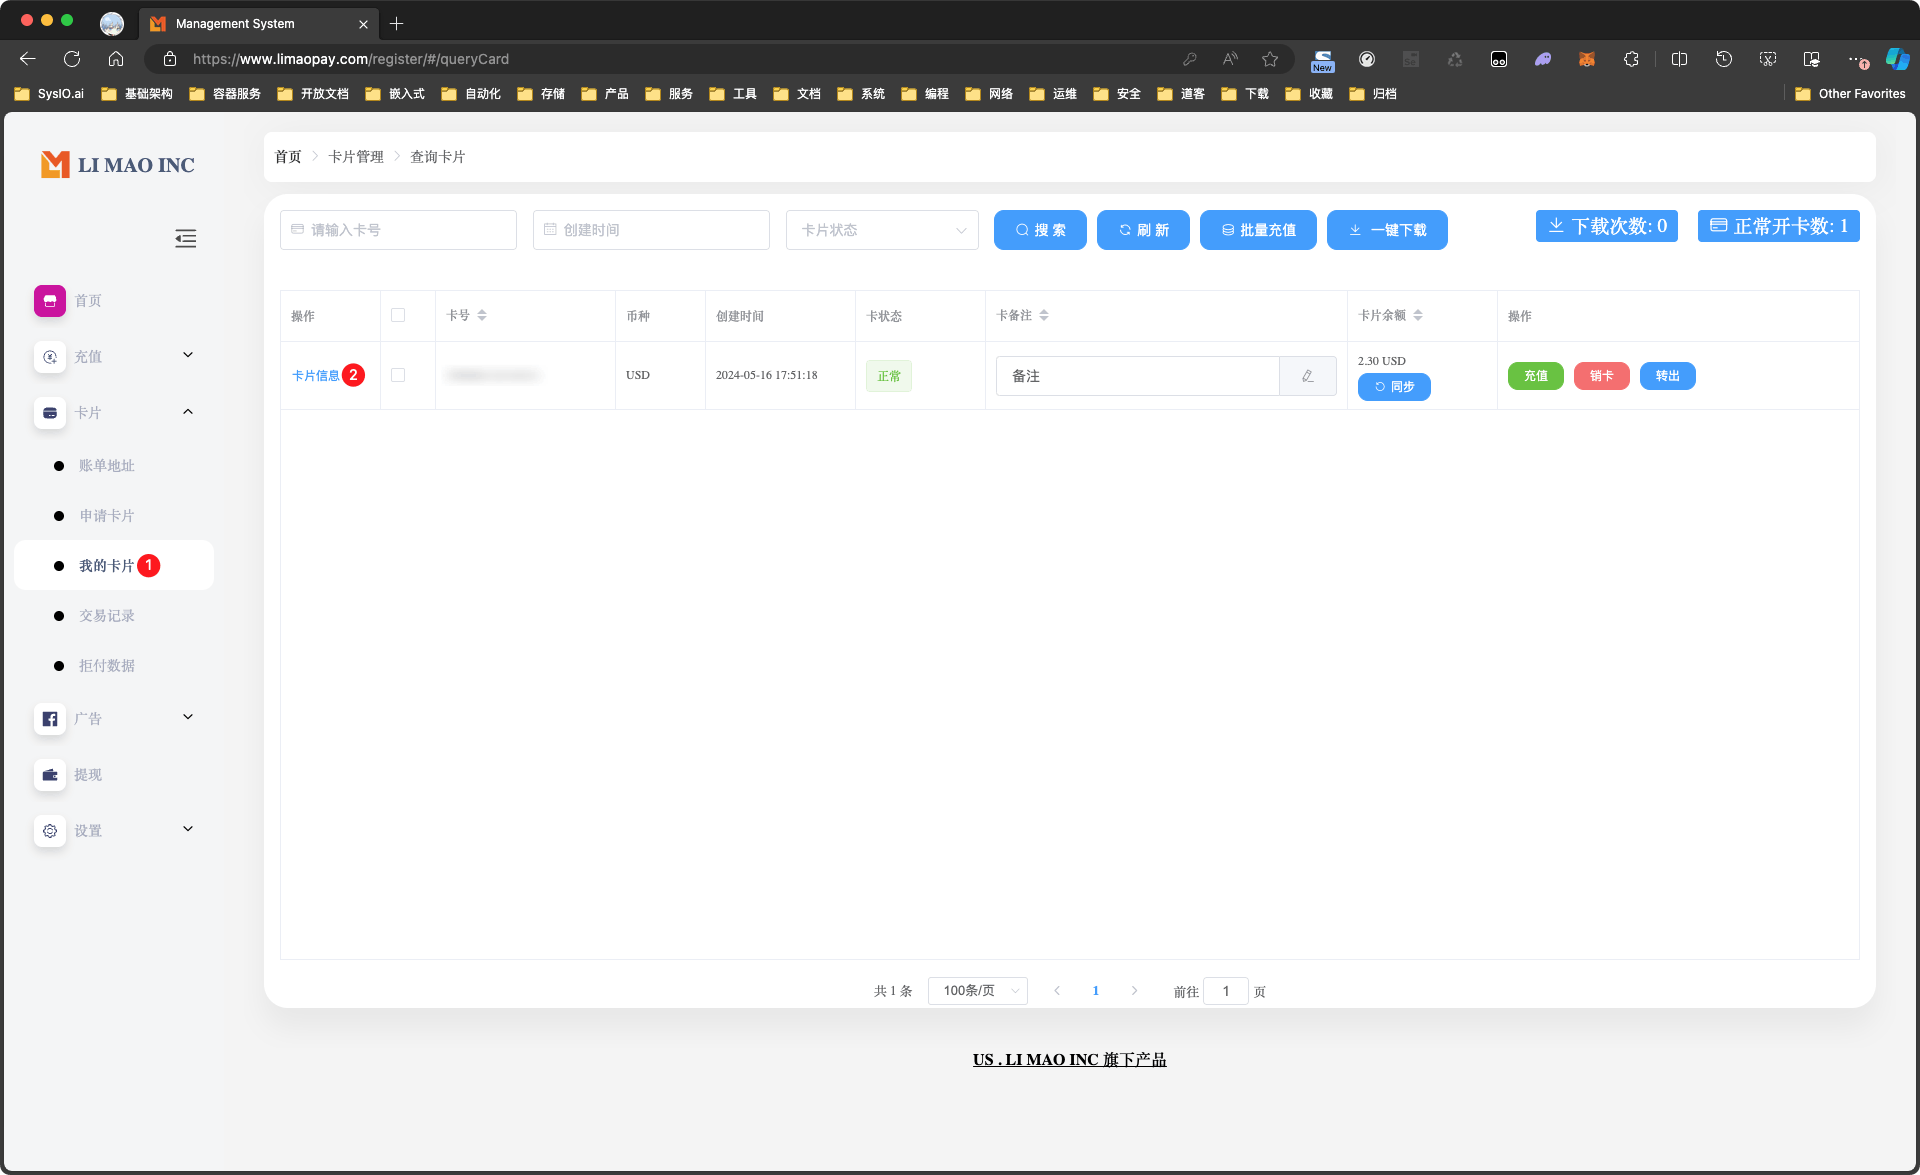 Management System
https://www.limaopay.com/register/#/queryCard
New
SysIO.ai 基础架构 容器服务 开放文档 嵌入式 自动化 存储 产品 服务 工具 文档 系统 编程 网络 运维 安全 道客 下载 收藏 归档 Other Favorites
LI MAO INC
首页 卡片管理 查询卡片
请输入卡号 创建时间 卡片状态 搜 索 刷 新 批量充值 一键下载 下载次数: 0 正常开卡数: 1
首页
充值
卡片
账单地址
申请卡片
我的卡片 1
交易记录
拒付数据
广告
提现
设置
操作 卡号 币种 创建时间 卡状态 卡备注 卡片余额 操作
卡片信息 2 USD 2024-05-16 17:51:18 正常 备注 2.30 USD 同步 充值 销卡 转出
共 1 条 100条/页 1 前往 1 页
US . LI MAO INC 旗下产品